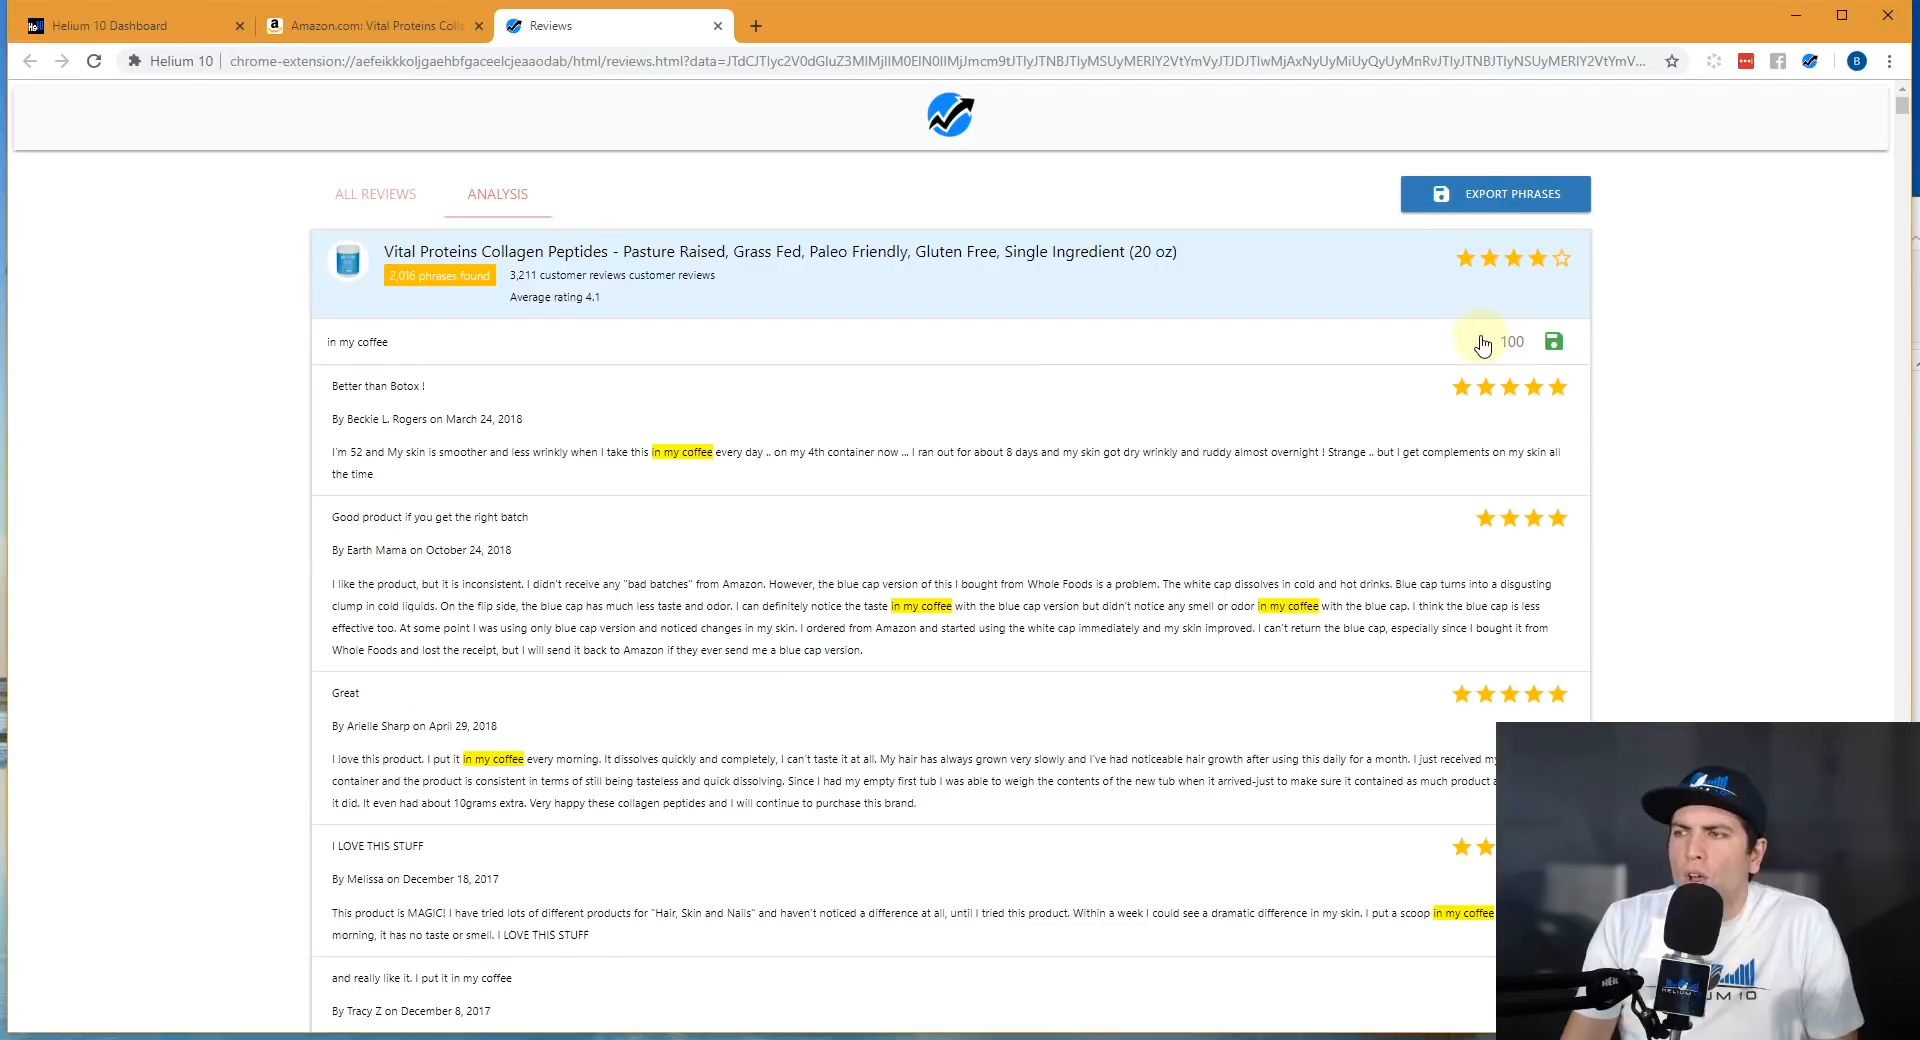 Helium 10 Dashboard
Amazon.com: Vital Proteins Colla
Reviews
Helium 10
ALL REVIEWS
ANALYSIS
EXPORT PHRASES
Vital Proteins Collagen Peptides - Pasture Raised, Grass Fed, Paleo Friendly, Gluten Free, Single Ingredient (20 oz)
2,016 phrases found
3,211 customer reviews customer reviews
Average rating 4.1
in my coffee
100
Better than Botox !
By Beckie L. Rogers on March 24, 2018
I'm 52 and My skin is smoother and less wrinkly when I take this in my coffee every day .. on my 4th container now ... I ran out for about 8 days and my skin got dry wrinkly and ruddy almost overnight ! Strange .. but I get complements on my skin all
the time
Good product if you get the right batch
By Earth Mama on October 24, 2018
I like the product, but it is inconsistent. I didn't receive any "bad batches" from Amazon. However, the blue cap version of this I bought from Whole Foods is a problem. The white cap dissolves in cold and hot drinks. Blue cap turns into a disgusting
clump in cold liquids. On the flip side, the blue cap has much less taste and odor. I can definitely notice the taste in my coffee with the blue cap version but didn't notice any smell or odor in my coffee with the blue cap. I think the blue cap is less
effective too. At some point I was using only blue cap version and noticed changes in my skin. I ordered from Amazon and started using the white cap immediately and my skin improved. I can't return the blue cap, especially since I bought it from
Whole Foods and lost the receipt, but I will send it back to Amazon if they ever send me a blue cap version.
Great
By Arielle Sharp on April 29, 2018
I love this product. I put it in my coffee every morning. It dissolves quickly and completely, I can't taste it at all. My hair has always grown very slowly and I've had noticeable hair growth after using this daily for a month. I just received my
container and the product is consistent in terms of still being tasteless and quick dissolving. Since I had my empty first tub I was able to weigh the contents of the new tub when it arrived-just to make sure it contained as much product a
it did. It even had about 10grams extra. Very happy these collagen peptides and I will continue to purchase this brand.
I LOVE THIS STUFF
By Melissa on December 18, 2017
This product is MAGIC! I have tried lots of different products for "Hair, Skin and Nails" and haven't noticed a difference at all, until I tried this product. Within a week I could see a dramatic difference in my skin. I put a scoop in my coffee
morning, it has no taste or smell. I LOVE THIS STUFF
and really like it. I put it in my coffee
By Tracy Z on December 8, 2017